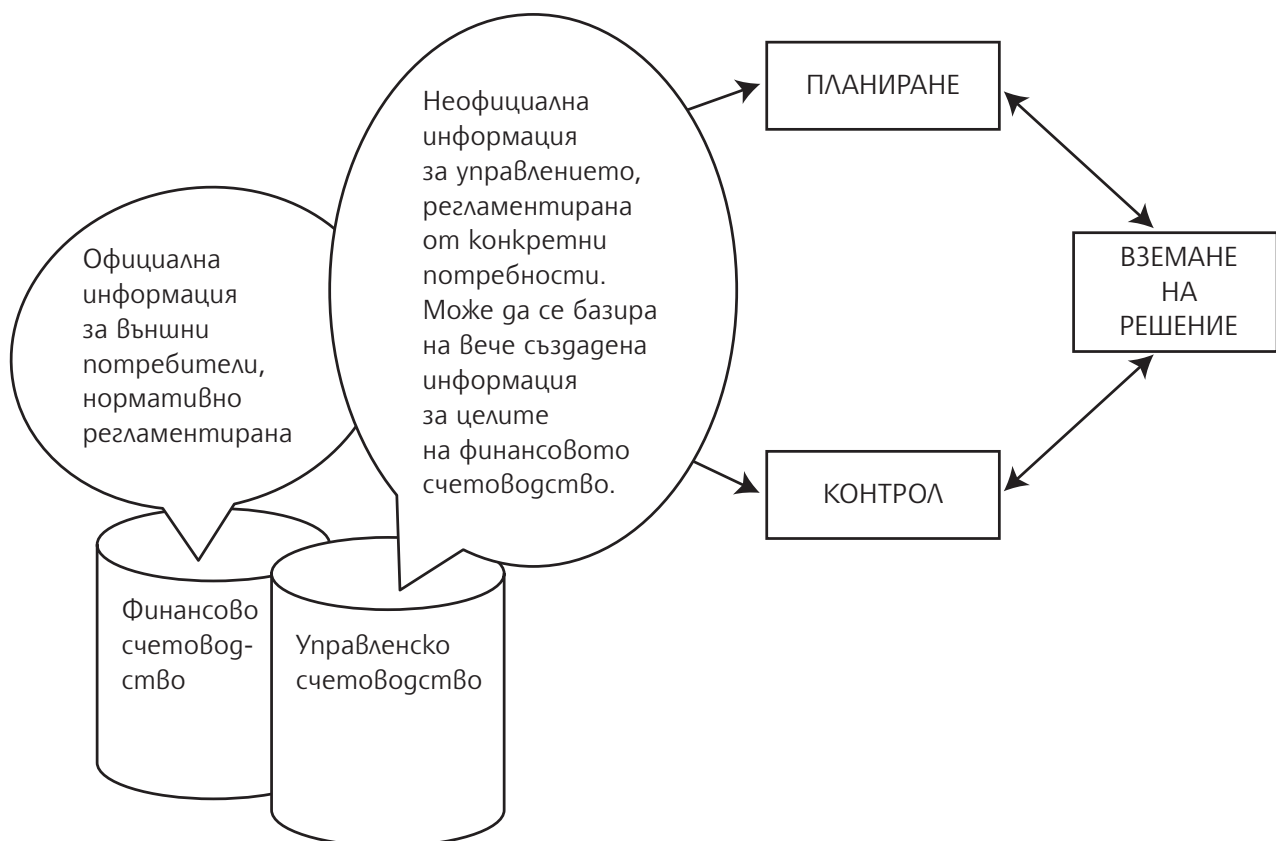 Неофициална
информация
за управлението,
регламентирана
от конкретни
потребности.
Може да се базира
на вече създадена
информация
за целите
на финансовото
счетоводство.
Официална
информация
за външни
потребители,
нормативно
регламентирана
Финансово
счетовод-
ство
Управленско
счетоводство
ПЛАНИРАНЕ
ВЗЕМАНЕ
НА
РЕШЕНИЕ
КОНТРОЛ